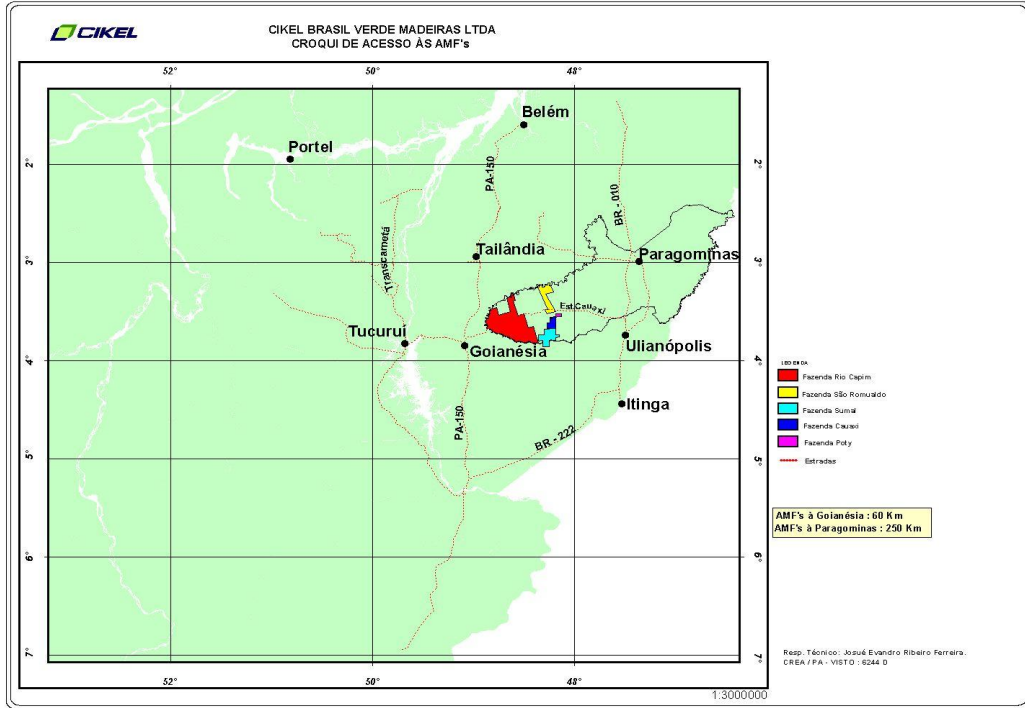 CIKEL
CIKEL BRASIL VERDE MADEIRAS LTDA
CROQUI DE ACESSO ÀS AMF's
52°
50°
48°
Belém
Portel
2°
2°
PA-150
BR - 010
Transcametá
Tailândia
Paragominas
3°
3°
Est.Cauaxi
Tucuruí
Goianésia
Ulianópolis
4°
4°
Itinga
PA-150
BR - 222
5°
5°
6°
6°
7°
7°
52°
50°
48°
1:3000000
LEGENDA
Fazenda Rio Capim
Fazenda São Romualdo
Fazenda Sumal
Fazenda Cauaxi
Fazenda Poty
Estradas
AMF's à Goianésia : 60 Km
AMF's à Paragominas : 250 Km
Resp. Técnico: Josué Evandro Ribeiro Ferreira.
CREA / PA - VISTO : 6244 D